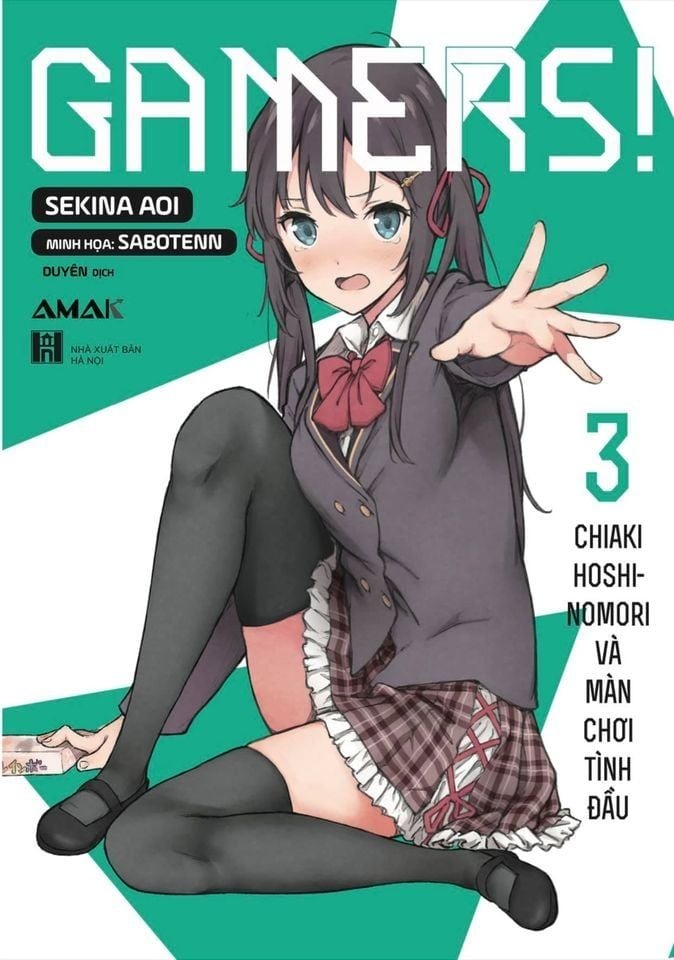 GAMERS!
SEKINA AOI
MINH HỌA: SABOTENN
DUYÊN DỊCH
AMAK
NHÀ XUẤT BẢN
HÀ NỘI
3
CHIAKI
HOSHI-
NOMORI
VÀ
MÀN
CHƠI
TÌNH
ĐẦU